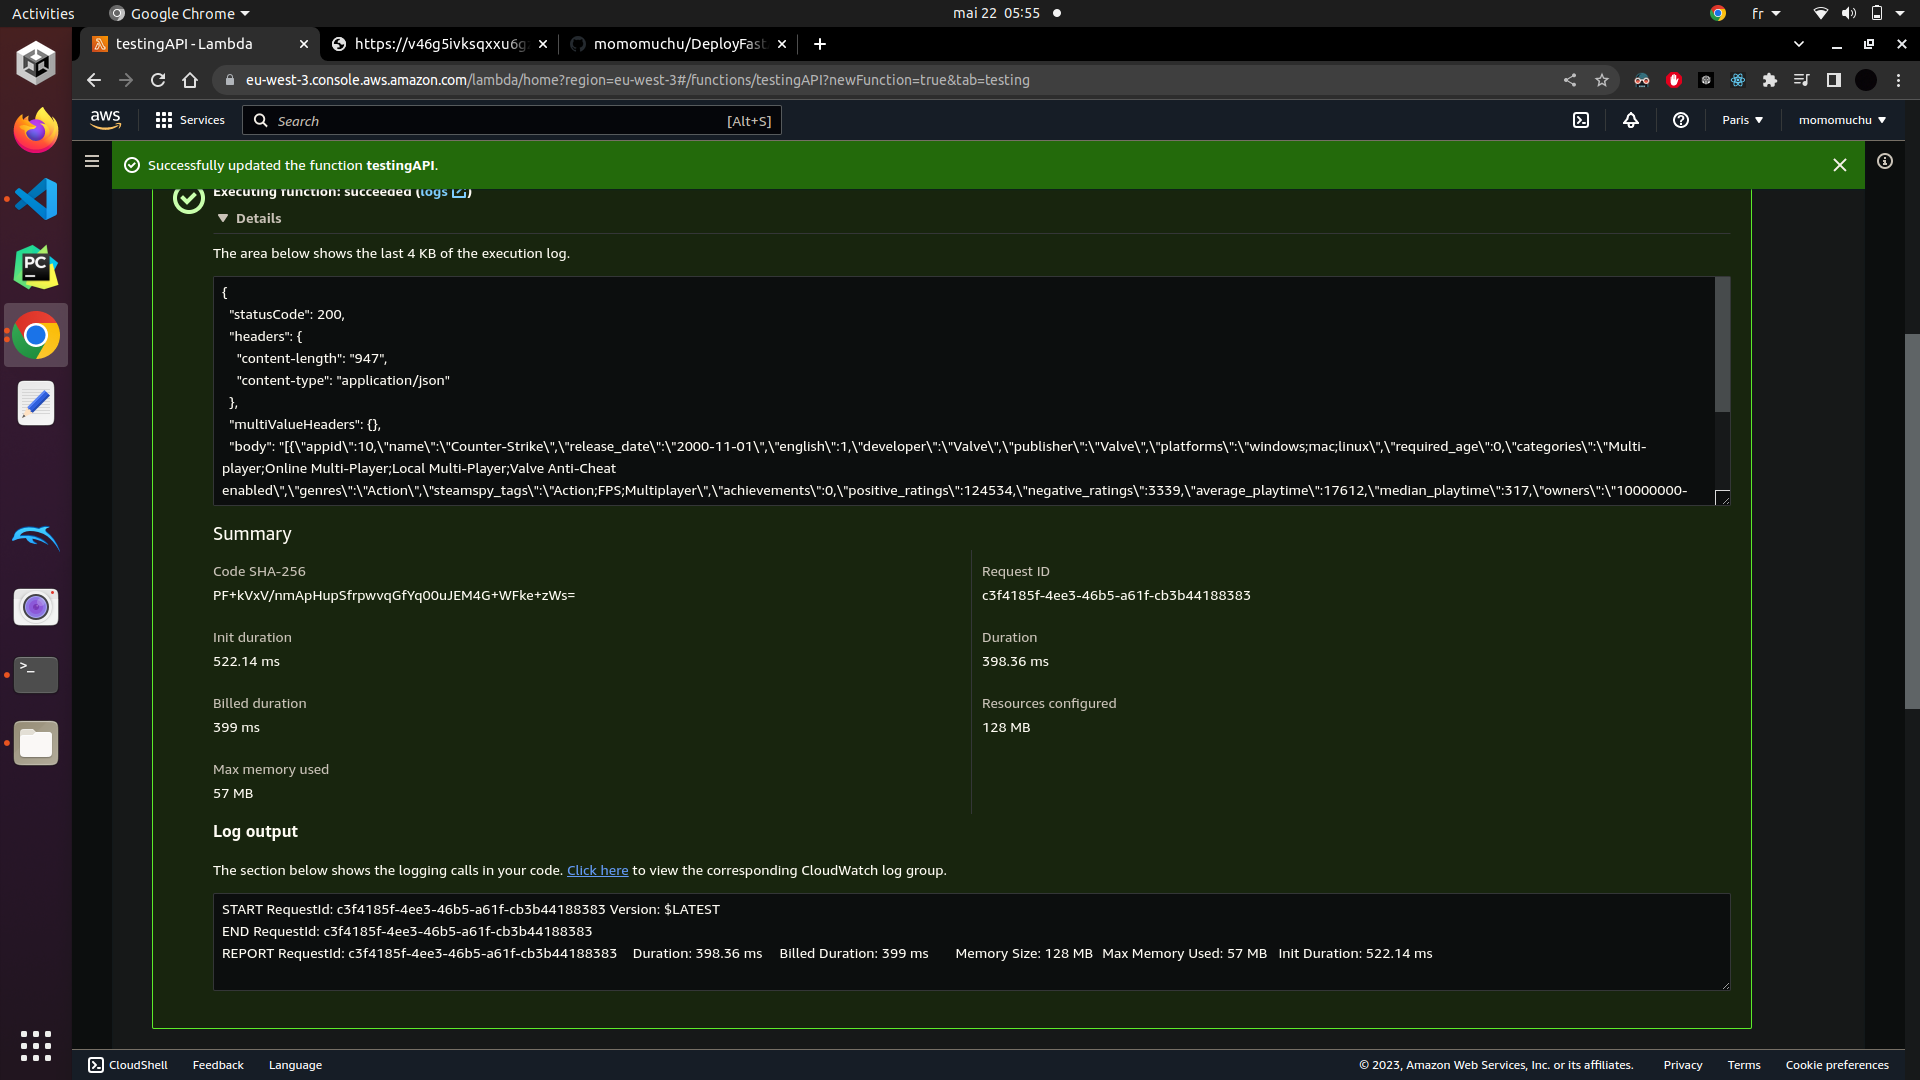 Activities
Google Chrome
mai 22 05:55
fr
testingAPI - Lambda
https://v46g5ivksqxxu6g
momomuchu/DeployFast
eu-west-3.console.aws.amazon.com/lambda/home?region=eu-west-3#/functions/testingAPI?newFunction=true&tab=testing
aws
Services
Search
[Alt+S]
Paris
momomuchu
Successfully updated the function testingAPI.
Executing function: succeeded (logs)
Details
The area below shows the last 4 KB of the execution log.
{
"statusCode": 200,
"headers": {
"content-length": "947",
"content-type": "application/json"
},
"multiValueHeaders": {},
"body": "[{\"appid\":10,\"name\":\"Counter-Strike\",\"release_date\":\"2000-11-01\",\"english\":1,\"developer\":\"Valve\",\"publisher\":\"Valve\",\"platforms\":\"windows;mac;linux\",\"required_age\":0,\"categories\":\"Multi-
player;Online Multi-Player;Local Multi-Player;Valve Anti-Cheat
enabled\",\"genres\":\"Action\",\"steamspy_tags\":\"Action;FPS;Multiplayer\",\"achievements\":0,\"positive_ratings\":124534,\"negative_ratings\":3339,\"average_playtime\":17612,\"median_playtime\":317,\"owners\":\"10000000-
Summary
Code SHA-256
PF+kVxV/nmApHupSfrpwvqGfYq00uJEM4G+WFke+zWs=
Request ID
c3f4185f-4ee3-46b5-a61f-cb3b44188383
Init duration
522.14 ms
Duration
398.36 ms
Billed duration
399 ms
Resources configured
128 MB
Max memory used
57 MB
Log output
The section below shows the logging calls in your code. Click here to view the corresponding CloudWatch log group.
START RequestId: c3f4185f-4ee3-46b5-a61f-cb3b44188383 Version: $LATEST
END RequestId: c3f4185f-4ee3-46b5-a61f-cb3b44188383
REPORT RequestId: c3f4185f-4ee3-46b5-a61f-cb3b44188383 Duration: 398.36 ms Billed Duration: 399 ms Memory Size: 128 MB Max Memory Used: 57 MB Init Duration: 522.14 ms
CloudShell
Feedback
Language
© 2023, Amazon Web Services, Inc. or its affiliates.
Privacy
Terms
Cookie preferences
PC
>_